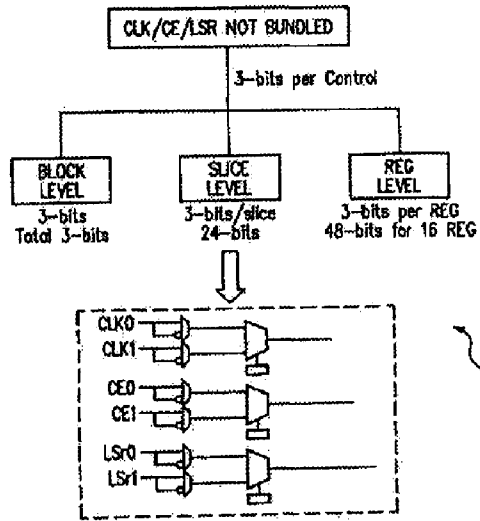 CLK/CE/LSR NOT BUNDLED
3-bits per Control
BLOCK
LEVEL
3-bits
Total 3-bits
SLICE
LEVEL
3-bits/slice
24-bits
REG
LEVEL
3-bits per REG
48-bits for 16 REG
CLK0
CLK1
CE0
CE1
LSr0
LSr1